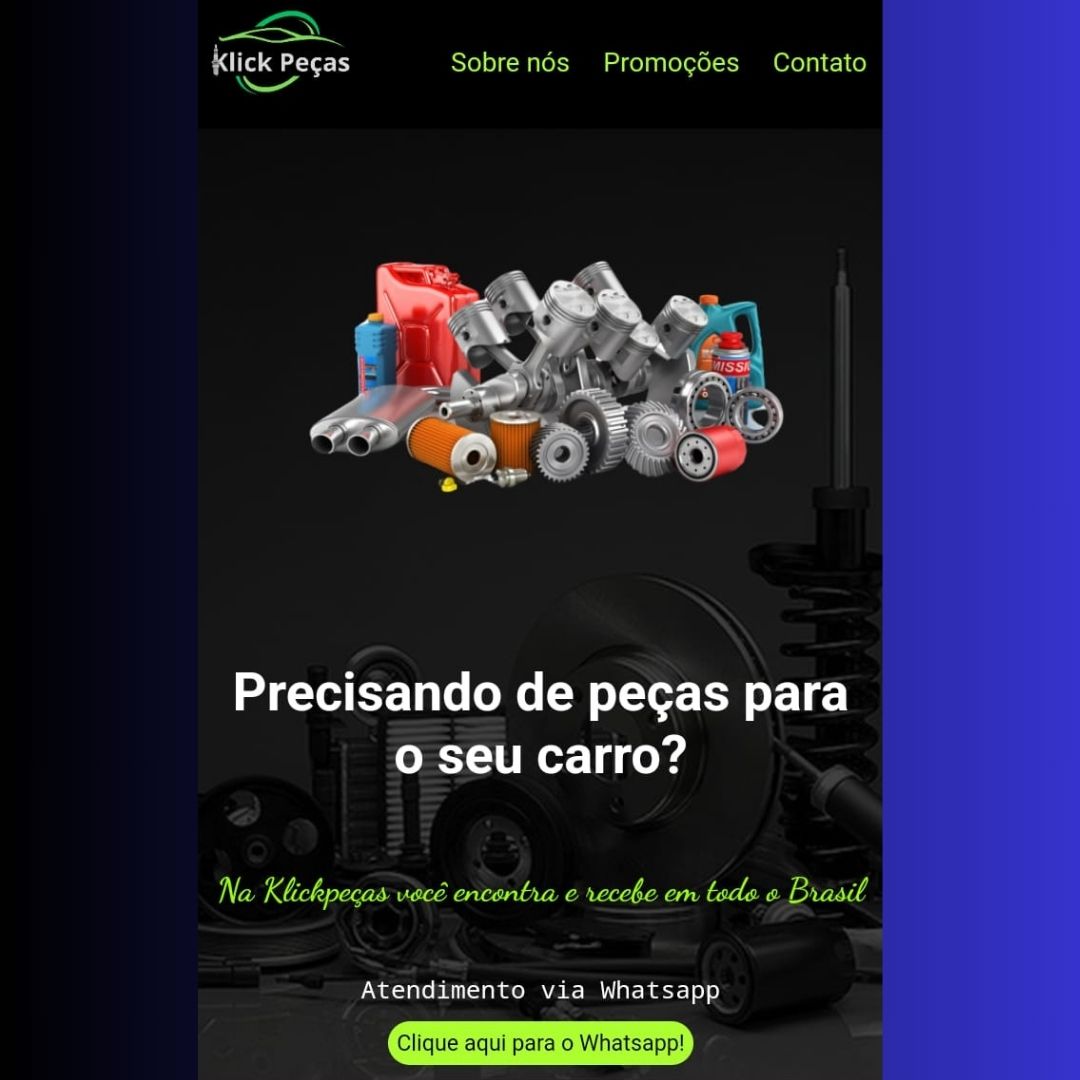 Klick Peças
Sobre nós Promoções Contato
MISSI
Precisando de peças para
o seu carro?
Na Klickpeças você encontra e recebe em todo o Brasil
Atendimento via Whatsapp
Clique aqui para o Whatsapp!